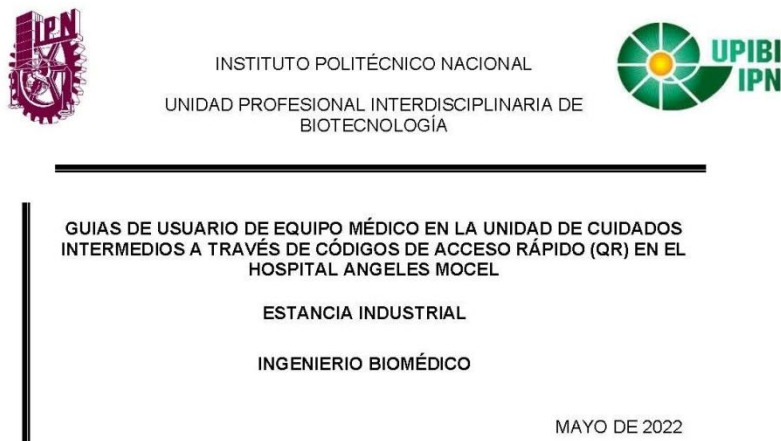 IPN
INSTITUTO POLITÉCNICO NACIONAL
UPIBI
IPN
UNIDAD PROFESIONAL INTERDISCIPLINARIA DE
BIOTECNOLOGÍA
GUIAS DE USUARIO DE EQUIPO MÉDICO EN LA UNIDAD DE CUIDADOS
INTERMEDIOS A TRAVÉS DE CÓDIGOS DE ACCESO RÁPIDO (QR) EN EL
HOSPITAL ANGELES MOCEL
ESTANCIA INDUSTRIAL
INGENIERIO BIOMÉDICO
MAYO DE 2022